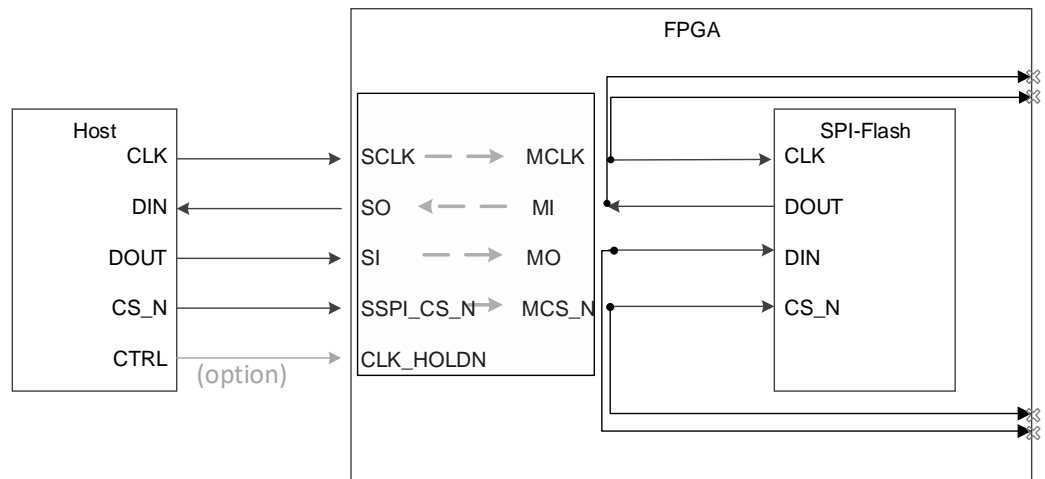 FPGA
Host
SPI-Flash
CLK SCLK MCLK CLK
DIN SO MI DOUT
DOUT SI MO DIN
CS_N SSPI_CS_N MCS_N CS_N
CTRL (option) CLK_HOLDN